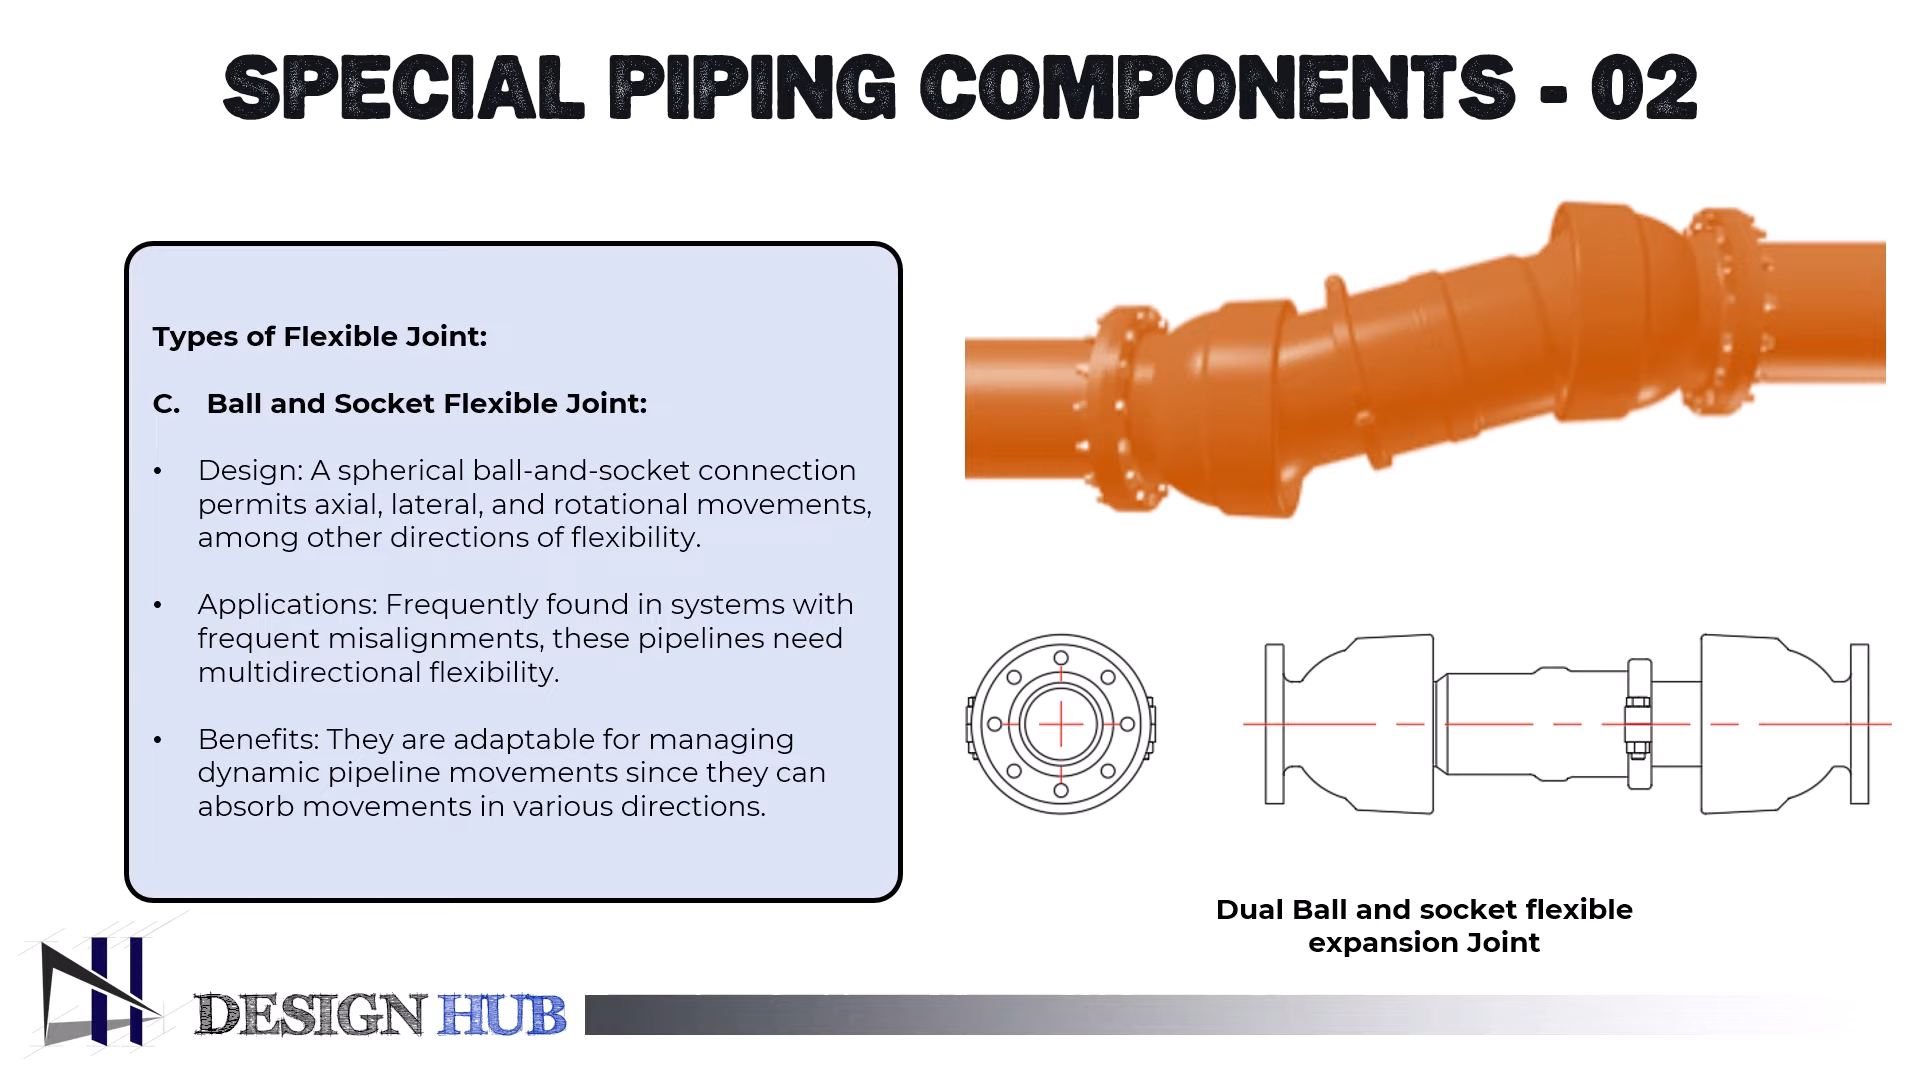 SPECIAL PIPING COMPONENTS - 02
Types of Flexible Joint:
C. Ball and Socket Flexible Joint:
• Design: A spherical ball-and-socket connection
permits axial, lateral, and rotational movements,
among other directions of flexibility.
• Applications: Frequently found in systems with
frequent misalignments, these pipelines need
multidirectional flexibility.
• Benefits: They are adaptable for managing
dynamic pipeline movements since they can
absorb movements in various directions.
Dual Ball and socket flexible
expansion Joint
DESIGN HUB